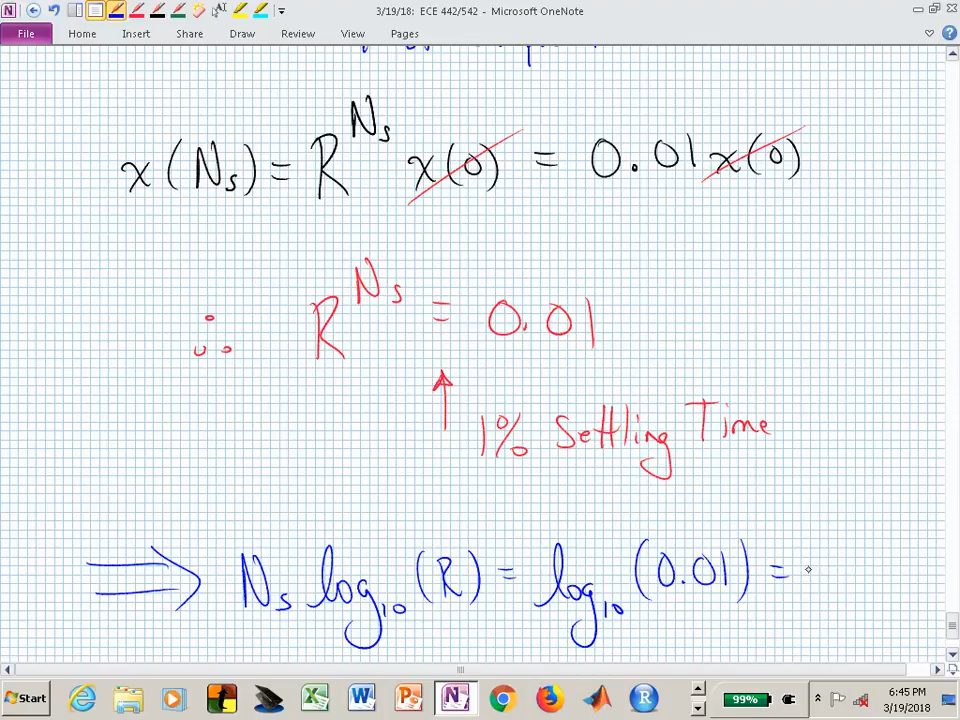 3/19/18: ECE 442/542 - Microsoft OneNote
File Home Insert Share Draw Review View Pages
x(Nₛ) = R^Nₛ x(0) = 0.01 x(0)
∴ R^Nₛ = 0.01
↑
1% Settling Time
⇒ Nₛ log₁₀ (R) = log₁₀ (0.01) =
Start 99% 6:45 PM
3/19/2018